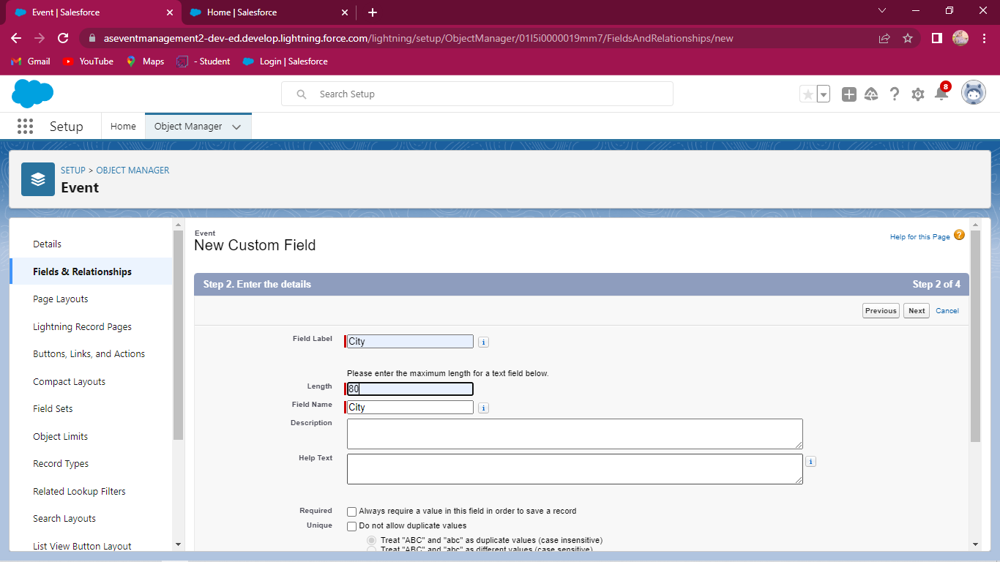 Event | Salesforce
Home | Salesforce
aseventmanagement2-dev-ed.develop.lightning.force.com/lightning/setup/ObjectManager/01I5i0000019mm7/FieldsAndRelationships/new
Gmail YouTube Maps - Student Login | Salesforce
Search Setup
8
Setup Home Object Manager
SETUP > OBJECT MANAGER
Event
Details
Fields & Relationships
Page Layouts
Lightning Record Pages
Buttons, Links, and Actions
Compact Layouts
Field Sets
Object Limits
Record Types
Related Lookup Filters
Search Layouts
List View Button Layout
Event
New Custom Field
Help for this Page
Step 2. Enter the details Step 2 of 4
Previous Next Cancel
Field Label City
Please enter the maximum length for a text field below.
Length 80
Field Name City
Description
Help Text
Required Always require a value in this field in order to save a record
Unique Do not allow duplicate values
Treat "ABC" and "abc" as duplicate values (case insensitive)
Treat "ABC" and "abc" as different values (case sensitive)